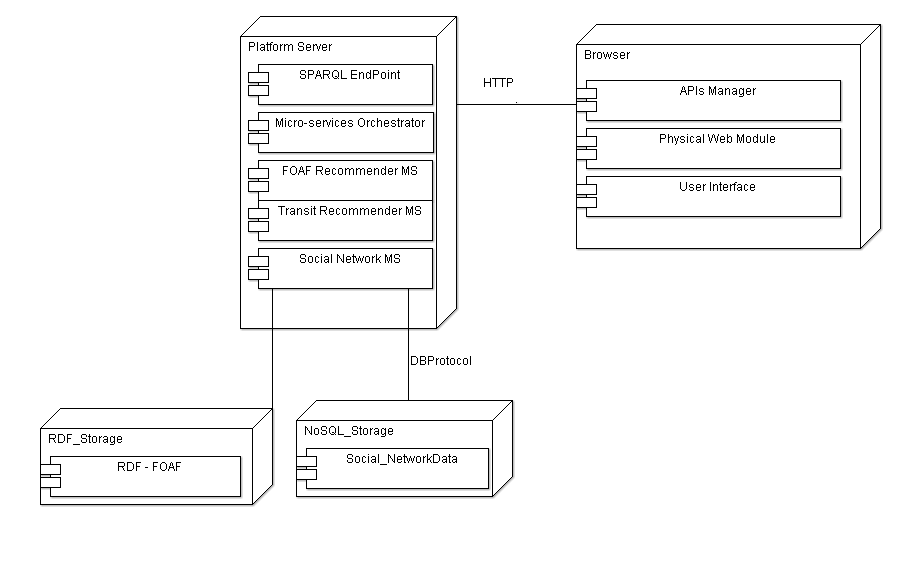 Platform Server
SPARQL EndPoint
Micro-services Orchestrator
FOAF Recommender MS
Transit Recommender MS
Social Network MS
HTTP
Browser
APIs Manager
Physical Web Module
User Interface
DBProtocol
RDF_Storage
RDF - FOAF
NoSQL_Storage
Social_NetworkData